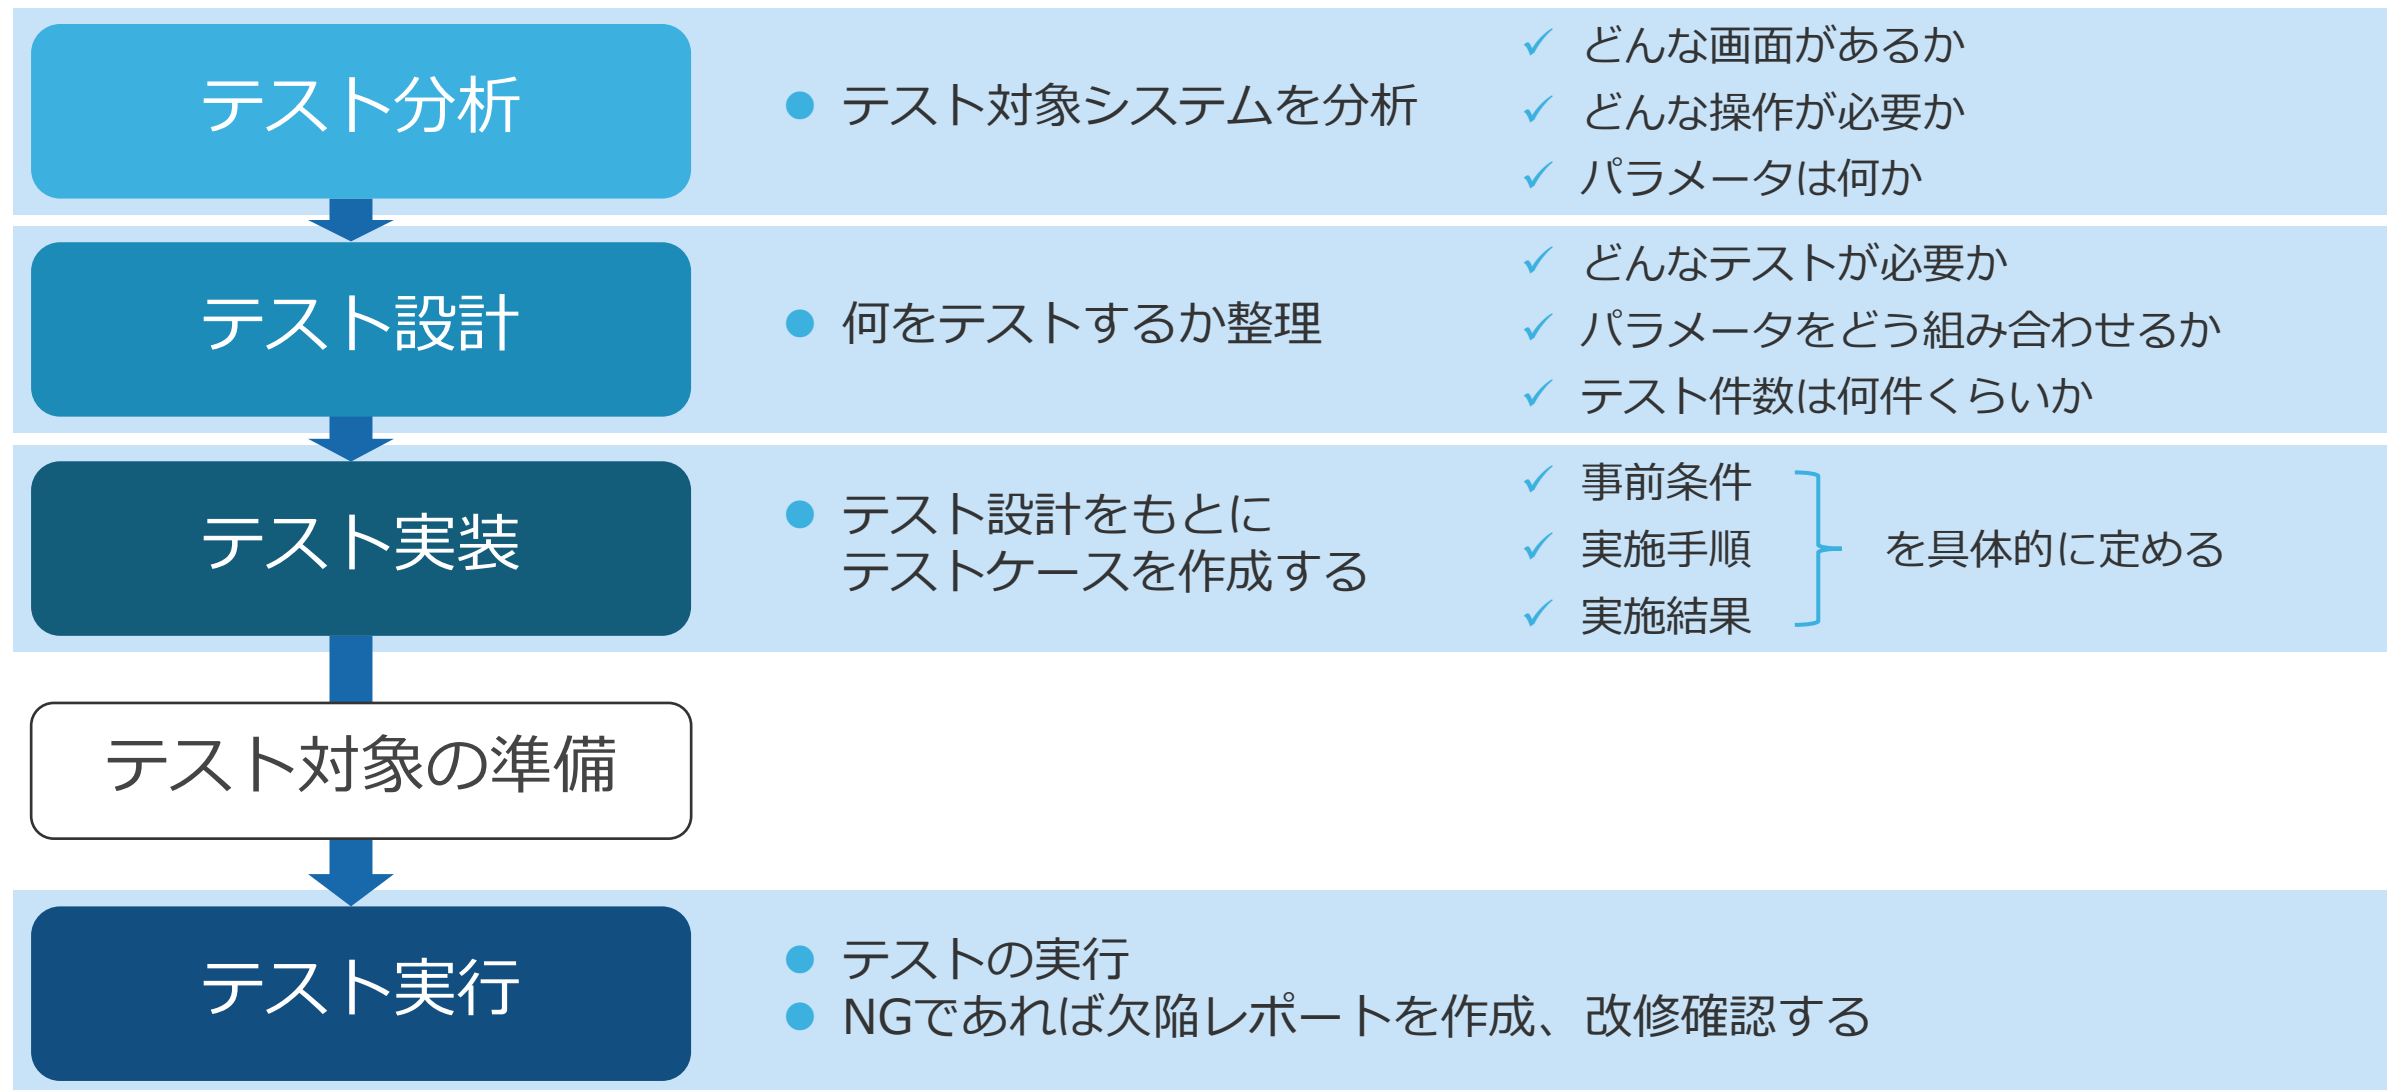 テスト分析
テスト対象システムを分析
どんな画面があるか
どんな操作が必要か
パラメータは何か
テスト設計
何をテストするか整理
どんなテストが必要か
パラメータをどう組み合わせるか
テスト件数は何件くらいか
テスト実装
テスト設計をもとに
テストケースを作成する
事前条件
実施手順
実施結果
を具体的に定める
テスト対象の準備
テスト実行
テストの実行
NGであれば欠陥レポートを作成、改修確認する